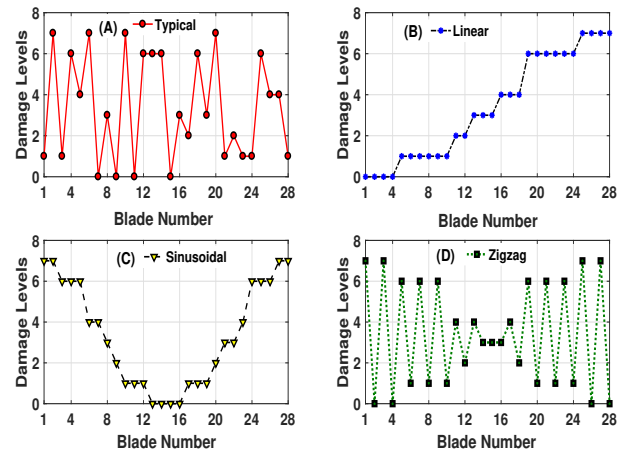 (A) Typical
Damage Levels
8
6
4
2
0
1 4 8 12 16 20 24 28
Blade Number
(B) Linear
Damage Levels
8
6
4
2
0
1 4 8 12 16 20 24 28
Blade Number
(C) Sinusoidal
Damage Levels
8
6
4
2
0
1 4 8 12 16 20 24 28
Blade Number
(D) Zigzag
Damage Levels
8
6
4
2
0
1 4 8 12 16 20 24 28
Blade Number